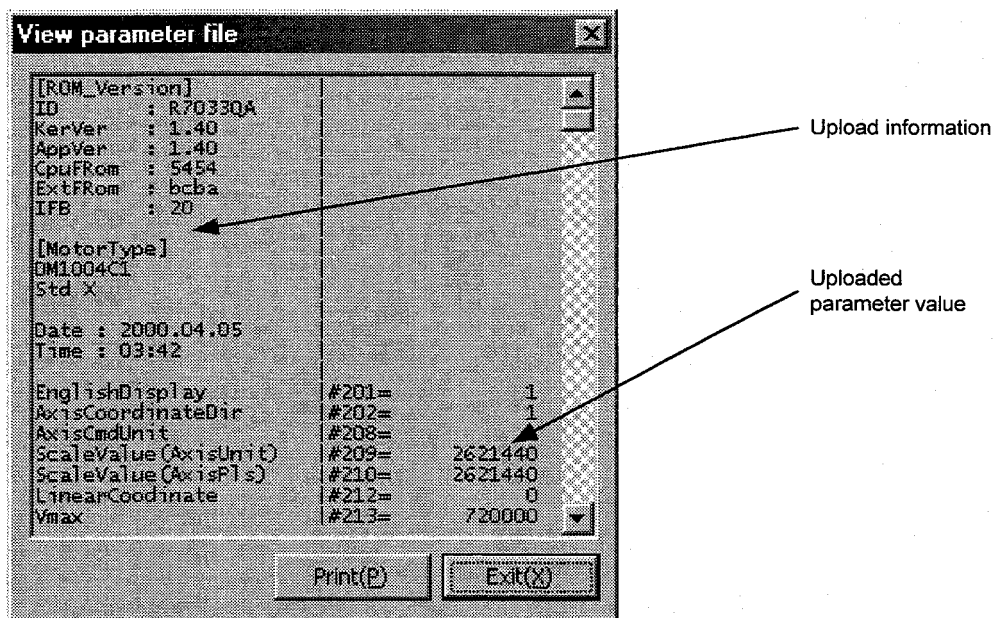 View parameter file
[ROM_Version]
ID : R70330A
KerVer : 1.40
AppVer : 1.40
CpuFRom : 5454
ExtFRom : bcba
IFB : 20
[MotorType]
DM1004C1
Std X
Date : 2000.04.05
Time : 03:42
EnglishDisplay #201= 1
AxisCoordinateDir #202= 1
AxisCmdUnit #208=
ScaleValue(AxisUnit) #209= 2621440
ScaleValue(AxisPls) #210= 2621440
LinearCoodinate #212= 0
Vmax #213= 720000
Print(P)
Exit(X)
Upload information
Uploaded
parameter value